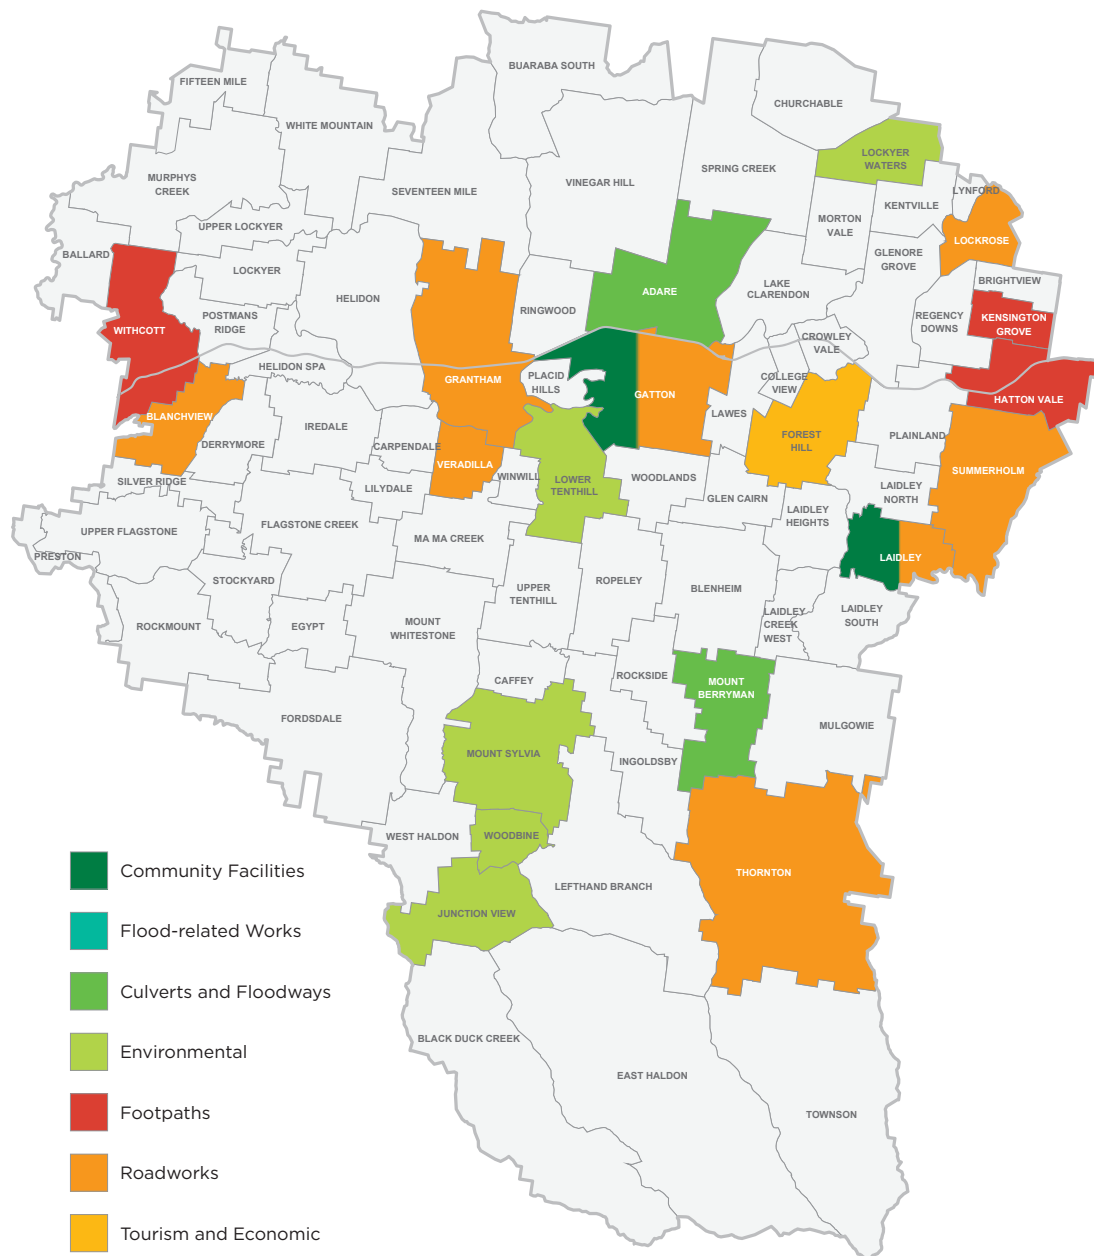 BUARABA SOUTH
FIFTEEN MILE
CHURCHABLE
WHITE MOUNTAIN
LOCKYER
WATERS
SPRING CREEK
MURPHYS
CREEK
VINEGAR HILL
SEVENTEEN MILE
LYNFORD
KENTVILLE
MORTON
VALE
UPPER LOCKYER
LOCKROSE
BALLARD
GLENORE
GROVE
LOCKYER
BRIGHTVIEW
LAKE
CLARENDON
ADARE
HELIDON
RINGWOOD
POSTMANS
RIDGE
REGENCY
DOWNS
KENSINGTON
GROVE
WITHCOTT
CROWLEY
VALE
HELIDON SPA
PLACID
HILLS
COLLEGE
VIEW
GRANTHAM
GATTON
HATTON VALE
BLANCHVIEW
LAWES
IREDALE
FOREST
HILL
PLAINLAND
DERRYMORE
CARPENDALE
VERADILLA
SUMMERHOLM
SILVER RIDGE
WINWILL
LOWER
TENTHILL
WOODLANDS
LAIDLEY
NORTH
LILYDALE
GLEN CAIRN
LAIDLEY
HEIGHTS
UPPER FLAGSTONE
FLAGSTONE CREEK
MA MA CREEK
PRESTON
LAIDLEY
STOCKYARD
ROPELEY
BLENHEIM
UPPER
TENTHILL
LAIDLEY
CREEK
WEST
LAIDLEY
SOUTH
ROCKMOUNT
EGYPT
MOUNT
WHITESTONE
CAFFEY
ROCKSIDE
MOUNT
BERRYMAN
FORDSDALE
MULGOWIE
MOUNT SYLVIA
INGOLDSBY
WEST HALDON
WOODBINE
Community Facilities
THORNTON
LEFTHAND BRANCH
JUNCTION VIEW
Flood-related Works
Culverts and Floodways
BLACK DUCK CREEK
Environmental
EAST HALDON
Footpaths
TOWNSON
Roadworks
Tourism and Economic